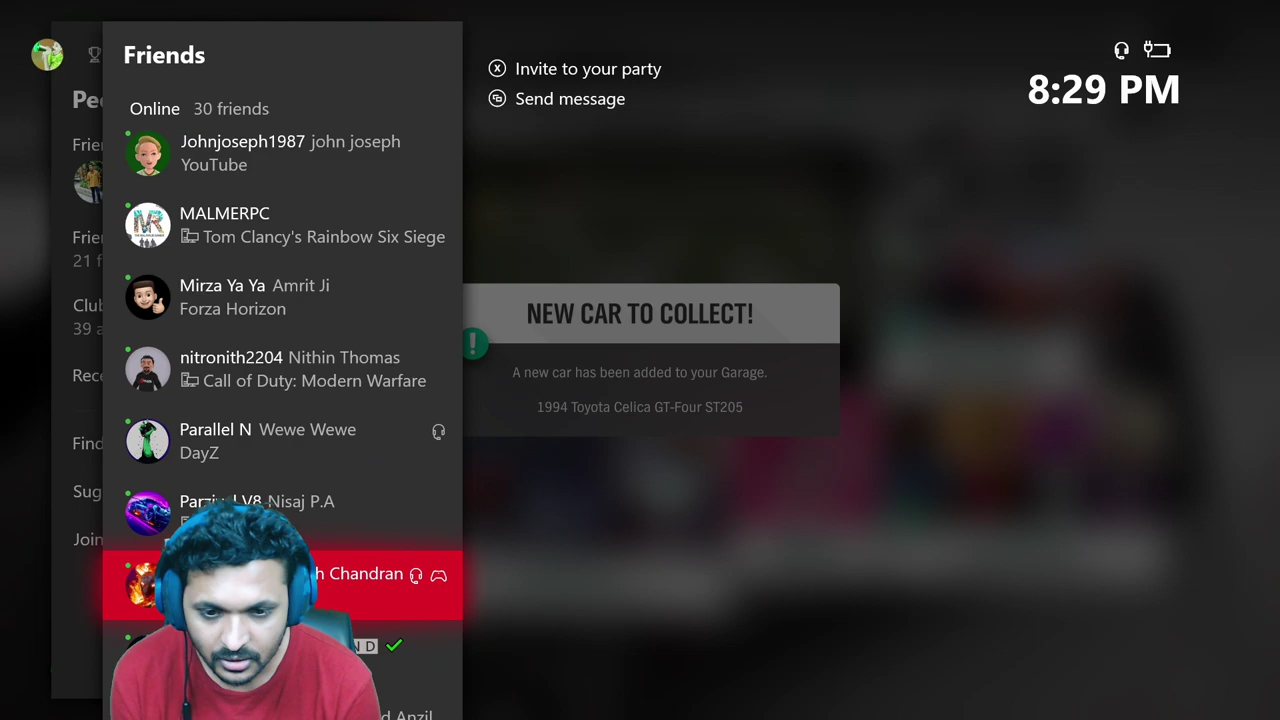 Friends
Online 30 friends
Johnjoseph1987 john joseph
YouTube
MALMERPC
Tom Clancy's Rainbow Six Siege
Mirza Ya Ya Amrit Ji
Forza Horizon
nitronith2204 Nithin Thomas
Call of Duty: Modern Warfare
Parallel N Wewe Wewe
DayZ
Nisaj P.A
Chandran
Anzil
Invite to your party
Send message
8:29 PM
NEW CAR TO COLLECT!
A new car has been added to your Garage.
1994 Toyota Celica GT-Four ST205